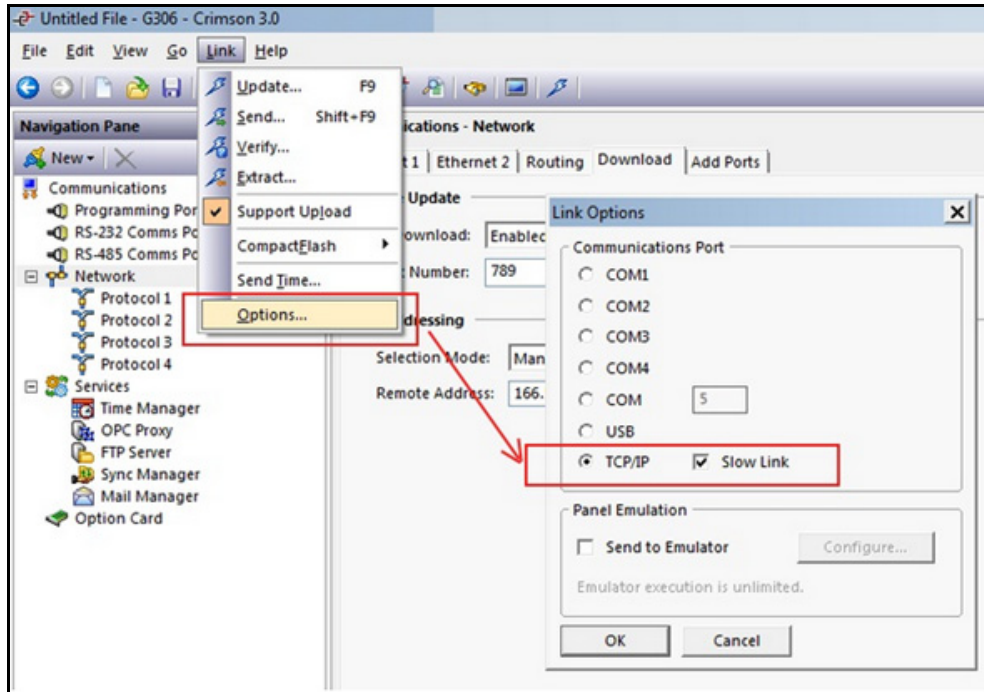 Untitled File - G306 - Crimson 3.0
File Edit View Go Link Help
Navigation Pane
New
Communications
Programming Por
RS-232 Comms Po
RS-485 Comms Po
Network
Protocol 1
Protocol 2
Protocol 3
Protocol 4
Services
Time Manager
OPC Proxy
FTP Server
Sync Manager
Mail Manager
Option Card
Update... F9
Send... Shift+F9
Verify...
Extract...
Support Upload
CompactFlash
Send Time...
Options...
ications - Network
t 1 Ethernet 2 Routing Download Add Ports
Update
ownload: Enabled
Number: 789
dressing
Selection Mode: Man
Remote Address: 166.
Link Options
Communications Port
COM1
COM2
COM3
COM4
COM 5
USB
TCP/IP Slow Link
Panel Emulation
Send to Emulator Configure...
Emulator execution is unlimited.
OK Cancel